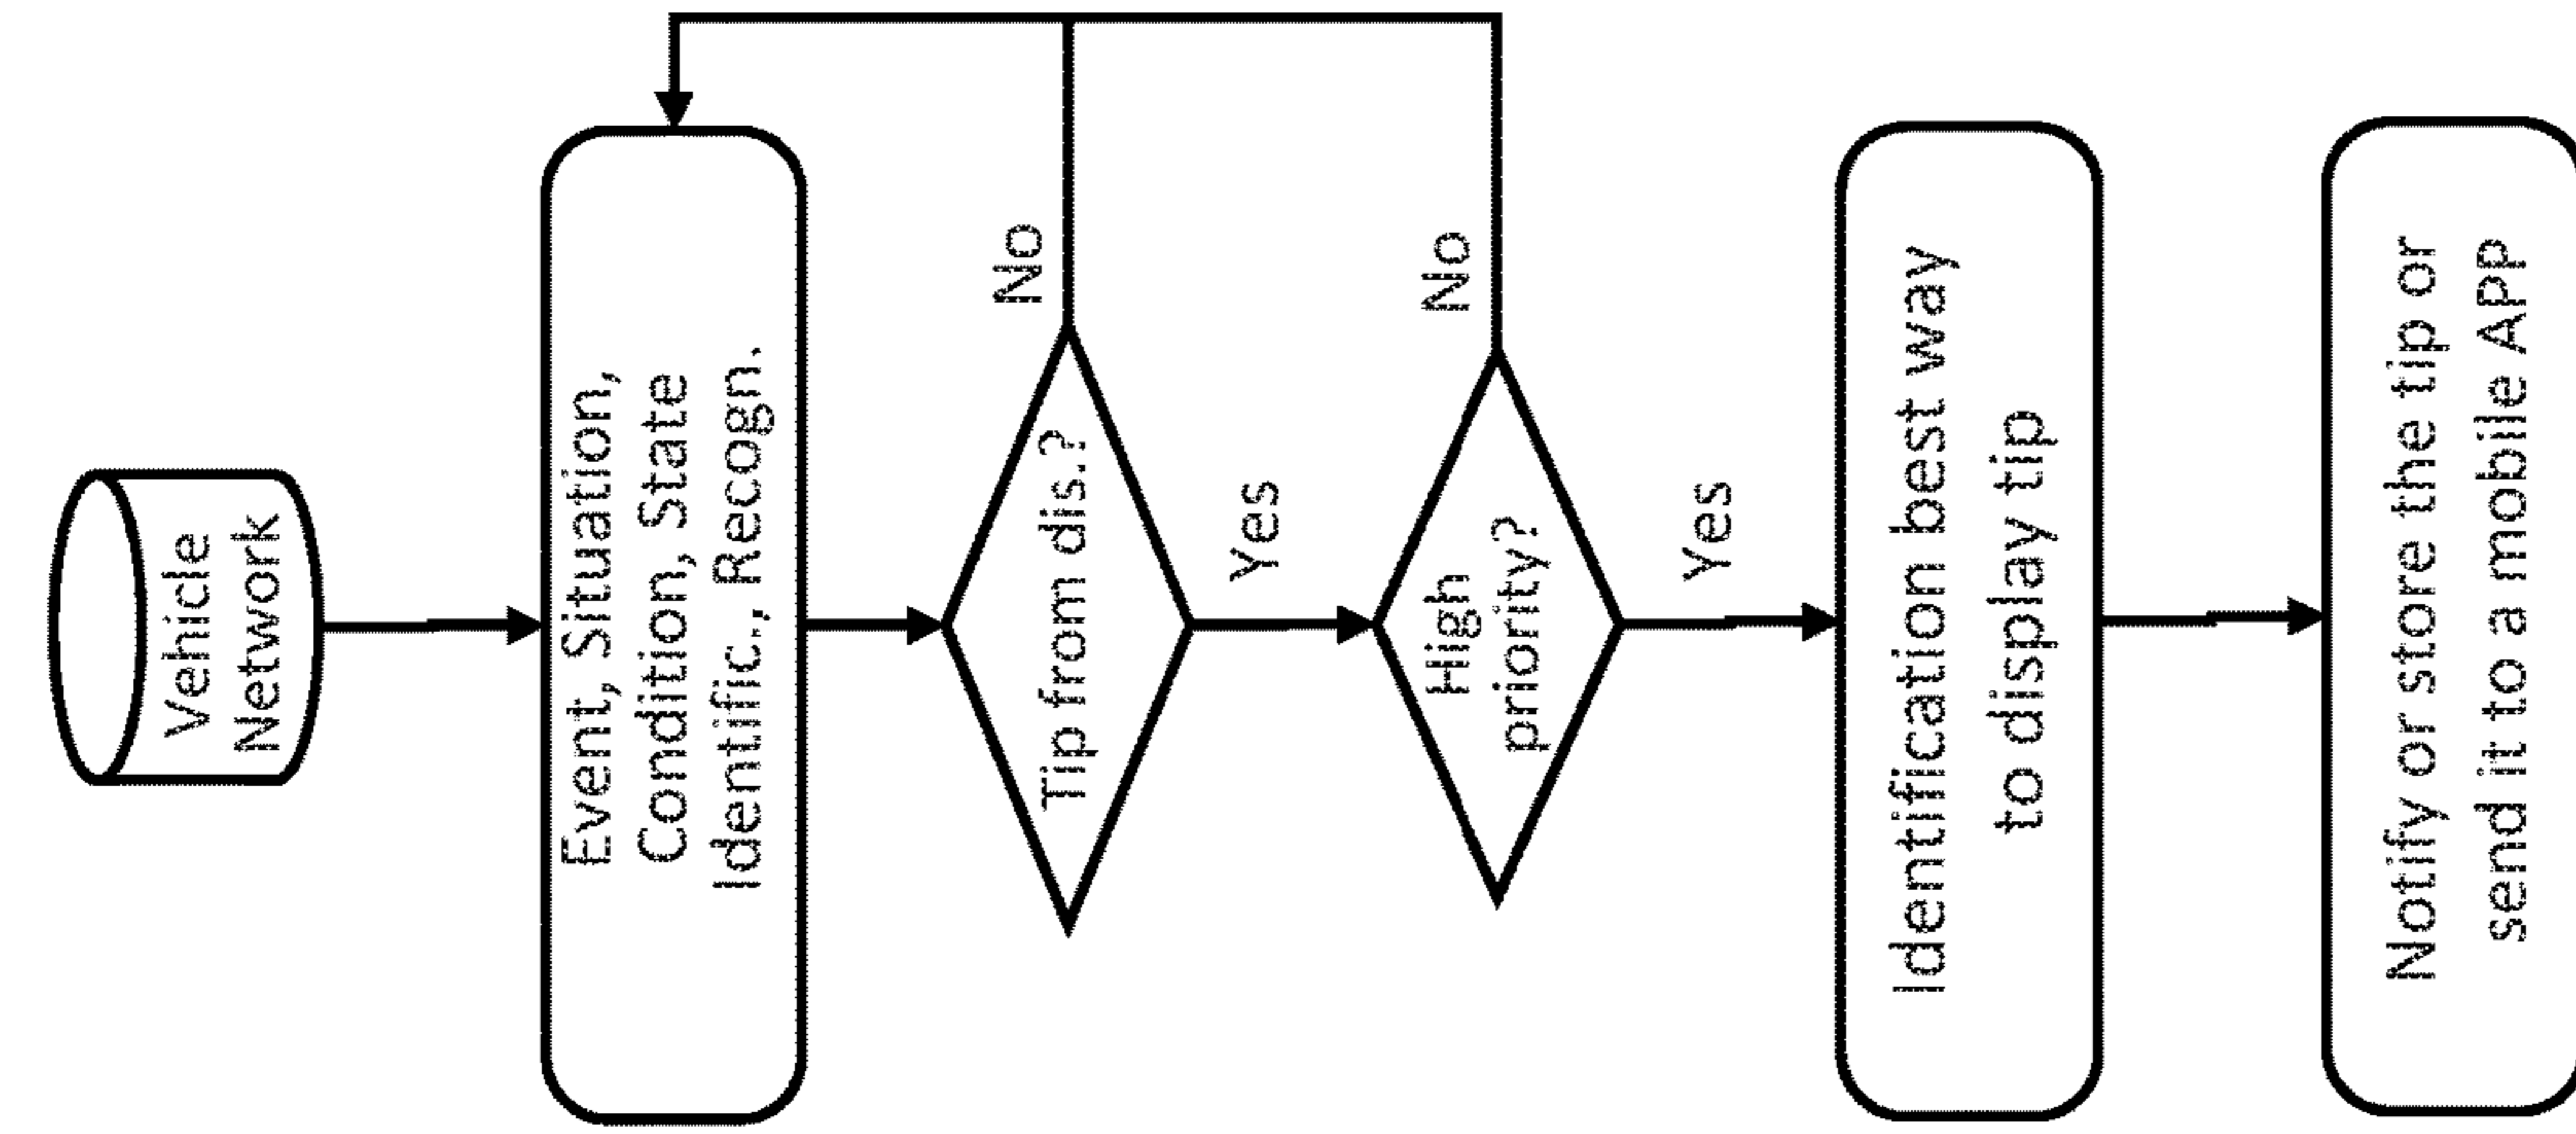 Vehicle
Network
Event, Situation,
Condition, State
Identific., Recogn.
Tip from dis.?
No
Yes
High
priority?
No
Yes
Identification best way
to display tip
Notify or store the tip or
send it to a mobile APP